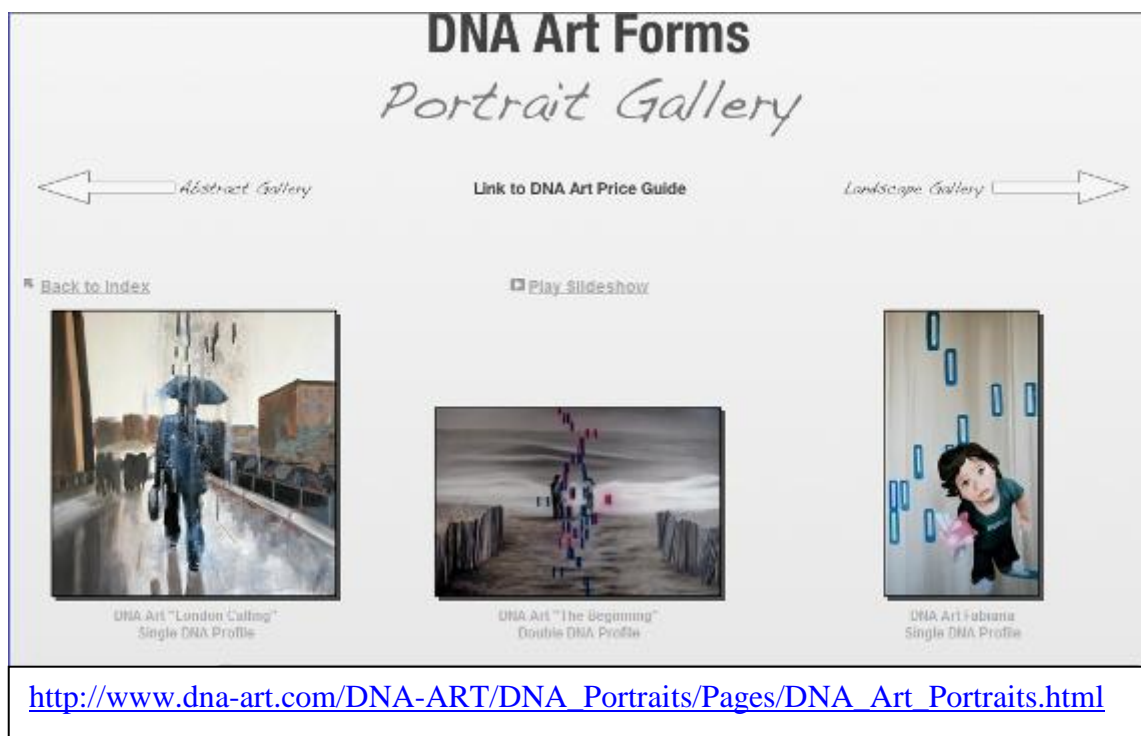 DNA Art Forms
Portrait Gallery
Abstract Gallery
Link to DNA Art Price Guide
Landscape Gallery
Back to Index
Play Slideshow
DNA Art "London Calling"
Single DNA Profile
DNA Art "The Beginning"
Double DNA Profile
DNA Art Fabiana
Single DNA Profile
http://www.dna-art.com/DNA-ART/DNA_Portraits/Pages/DNA_Art_Portraits.html